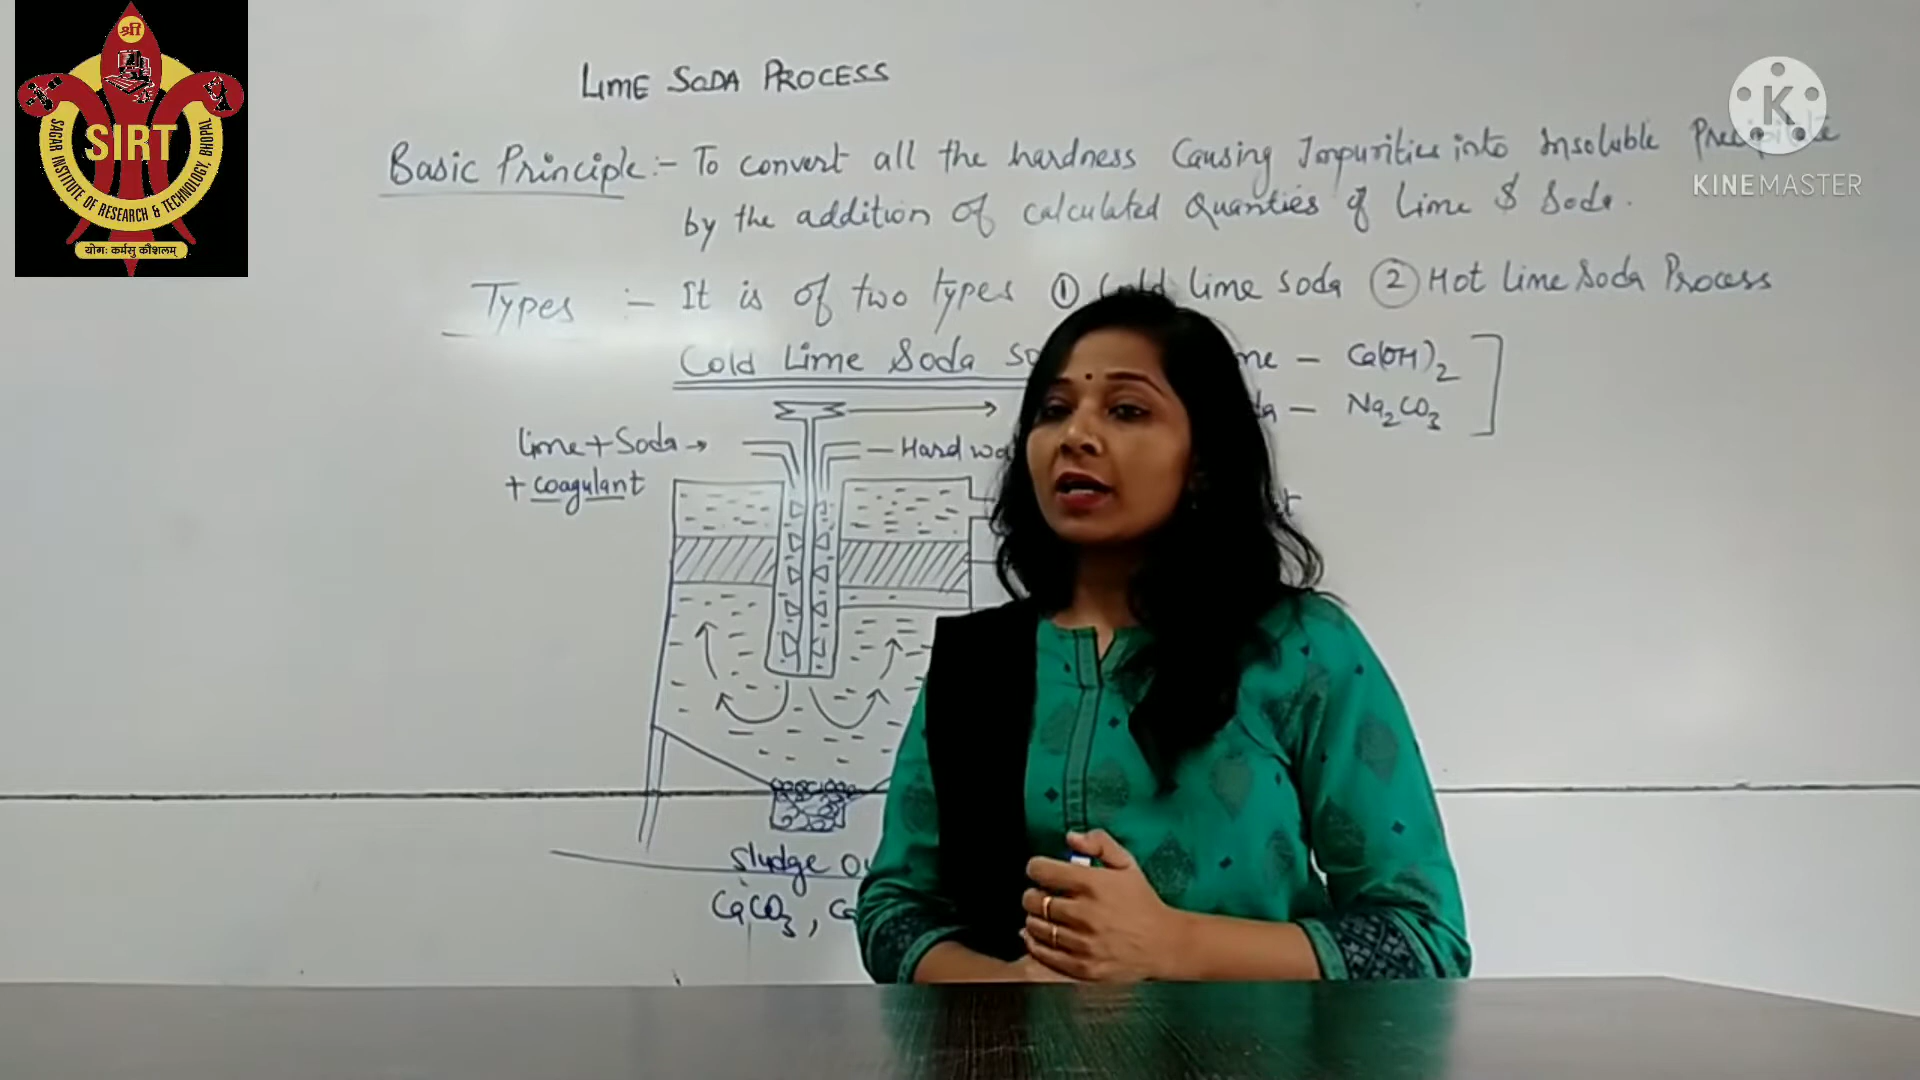 श्री
SIRT
SAGAR INSTITUTE OF RESEARCH & TECHNOLOGY, BHOPAL
योगः कर्मसु कौशलम्
K
KINEMASTER
LIME SODA PROCESS
Basic Principle :- To convert all the hardness Causing Impurities into Insoluble
by the addition of calculated Quanties of Lime & Soda.
Types :- It is of two types ① Cold Lime Soda ② Hot Lime Soda Process
Cold Lime Soda
- Ca(OH)2
- Na2CO3
Lime + Soda →
+ coagulant
- Hard
Sludge
CaCO3,